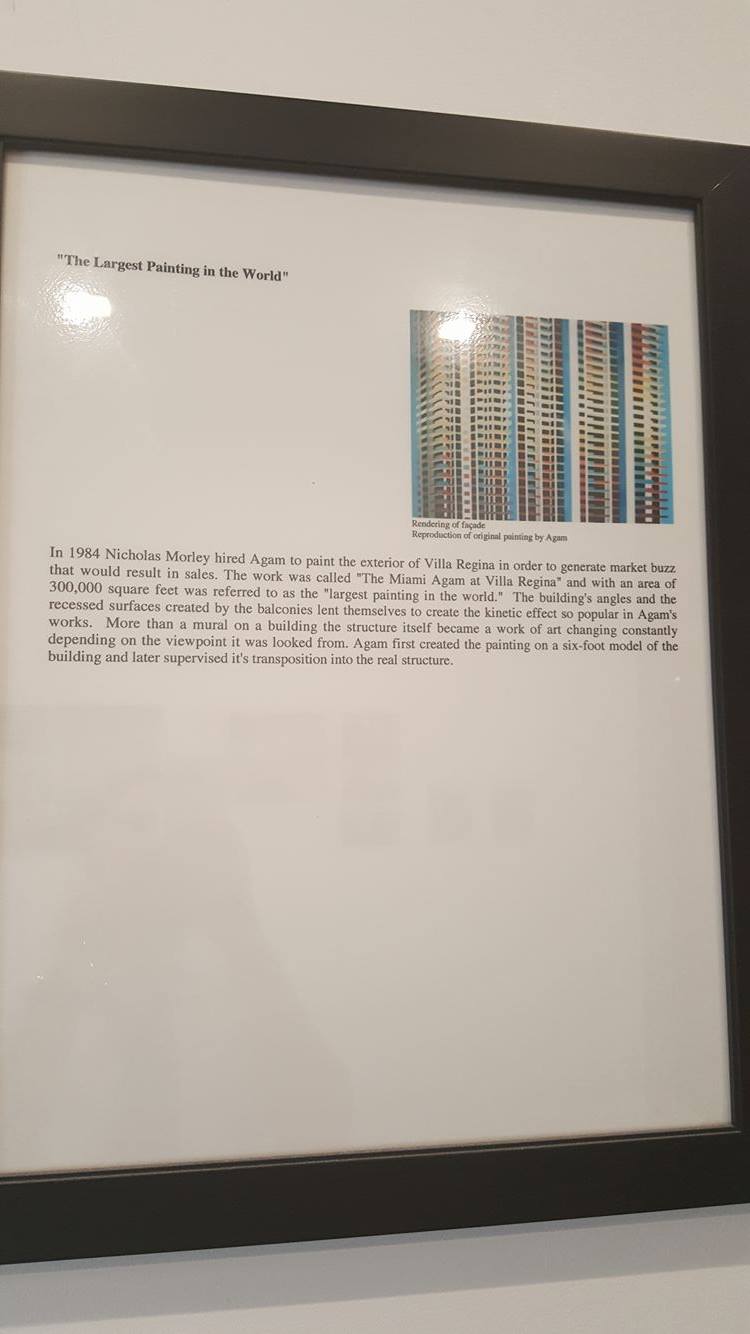 "The Largest Painting in the World"
Rendering of façade
Reproduction of original painting by Agam
In 1984 Nicholas Morley hired Agam to paint the exterior of Villa Regina in order to generate market buzz
that would result in sales. The work was called "The Miami Agam at Villa Regina" and with an area of
300,000 square feet was referred to as the "largest painting in the world." The building's angles and the
recessed surfaces created by the balconies lent themselves to create the kinetic effect so popular in Agam's
works. More than a mural on a building the structure itself became a work of art changing constantly
depending on the viewpoint it was looked from. Agam first created the painting on a six-foot model of the
building and later supervised it's transposition into the real structure.